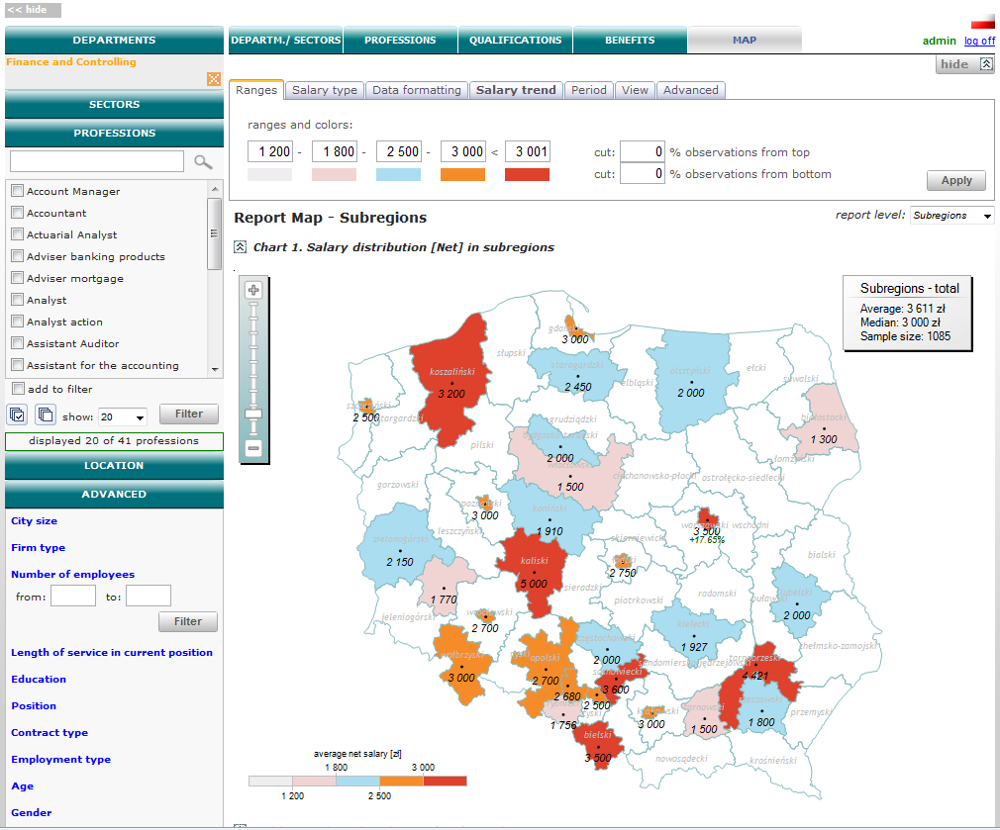 << hide
DEPARTMENTS
Finance and Controlling
SECTORS
PROFESSIONS
Account Manager
Accountant
Actuarial Analyst
Adviser banking products
Adviser mortgage
Analyst
Analyst action
Assistant Auditor
Assistant for the accounting
add to filter
show: 20
Filter
displayed 20 of 41 professions
LOCATION
ADVANCED
City size
Firm type
Number of employees
from: to:
Filter
Length of service in current position
Education
Position
Contract type
Employment type
Age
Gender
DEPARTM./ SECTORS PROFESSIONS QUALIFICATIONS BENEFITS MAP
admin log off
hide
Ranges Salary type Data formatting Salary trend Period View Advanced
ranges and colors:
1 200 - 1 800 - 2 500 - 3 000 < 3 001
cut: 0 % observations from top
cut: 0 % observations from bottom
Apply
Report Map - Subregions
report level: Subregions
Chart 1. Salary distribution [Net] in subregions
Subregions - total
Average: 3 611 zł
Median: 3 000 zł
Sample size: 1085
3 000
słupski
koszaliński
3 200
starogardzki
2 450
elbląski
olsztyński
2 000
ełcki
suwalski
2 500
stargardzki
grudziądzki
białostocki
1 300
pilski
2 000
łomżyński
1 500
ciechanowsko-płocki
ostrołęcko-siedlecki
gorzowski
3 000
koniński
1 910
3 500
+17.65%
leszczyński
skierniewicki
zielonogórski
2 150
kaliski
5 000
2 750
bialski
1 770
sieradzki
piotrkowski
radomski
puławski
lubelski
2 000
jeleniogórski
2 700
kielecki
1 927
chełmsko-zamojski
wałbrzyski
3 000
opolski
2 700
częstochowski
2 000
sosnowiecki
3 600
sandomiersko-jędrzejowski
tarnobrzeski
4 421
2 680
2 500
1 756
3 000
tarnowski
1 500
rzeszowski
1 800
przemyski
bielski
3 500
nowosądecki
krośnieński
average net salary [zł]
1 800 3 000
1 200 2 500